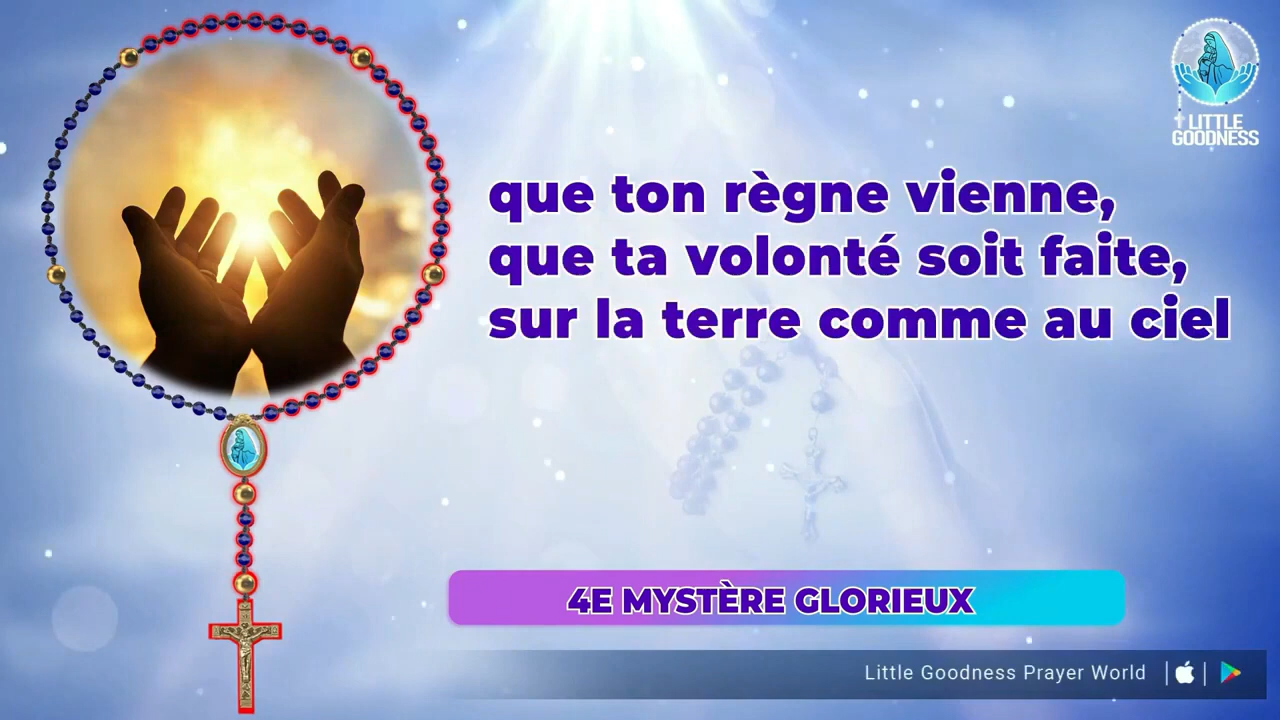 LITTLE
GOODNESS
que ton règne vienne,
que ta volonté soit faite,
sur la terre comme au ciel
4E MYSTÈRE GLORIEUX
Little Goodness Prayer World